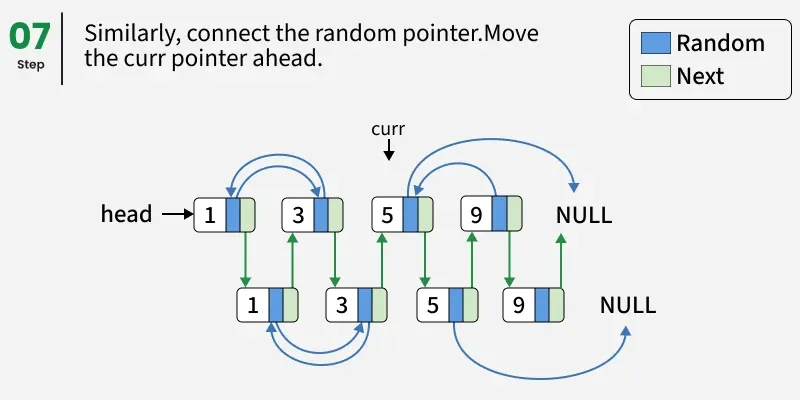 07
Step
Similarly, connect the random pointer.Move
the curr pointer ahead.
Random
Next
curr
head
1
3
5
9
NULL
1
3
5
9
NULL